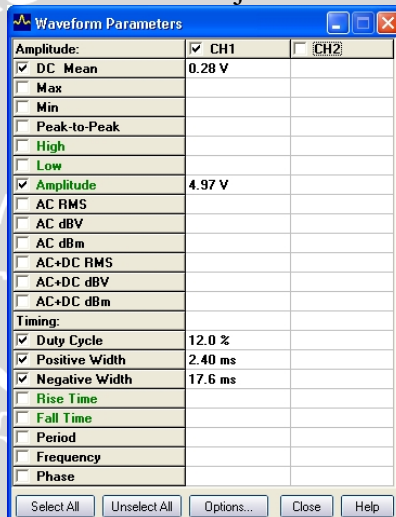 Waveform Parameters
Amplitude: CH1 CH2
DC Mean 0.28 V
Max
Min
Peak-to-Peak
High
Low
Amplitude 4.97 V
AC RMS
AC dBV
AC dBm
AC+DC RMS
AC+DC dBV
AC+DC dBm
Timing:
Duty Cycle 12.0 %
Positive Width 2.40 ms
Negative Width 17.6 ms
Rise Time
Fall Time
Period
Frequency
Phase
Select All Unselect All Options... Close Help